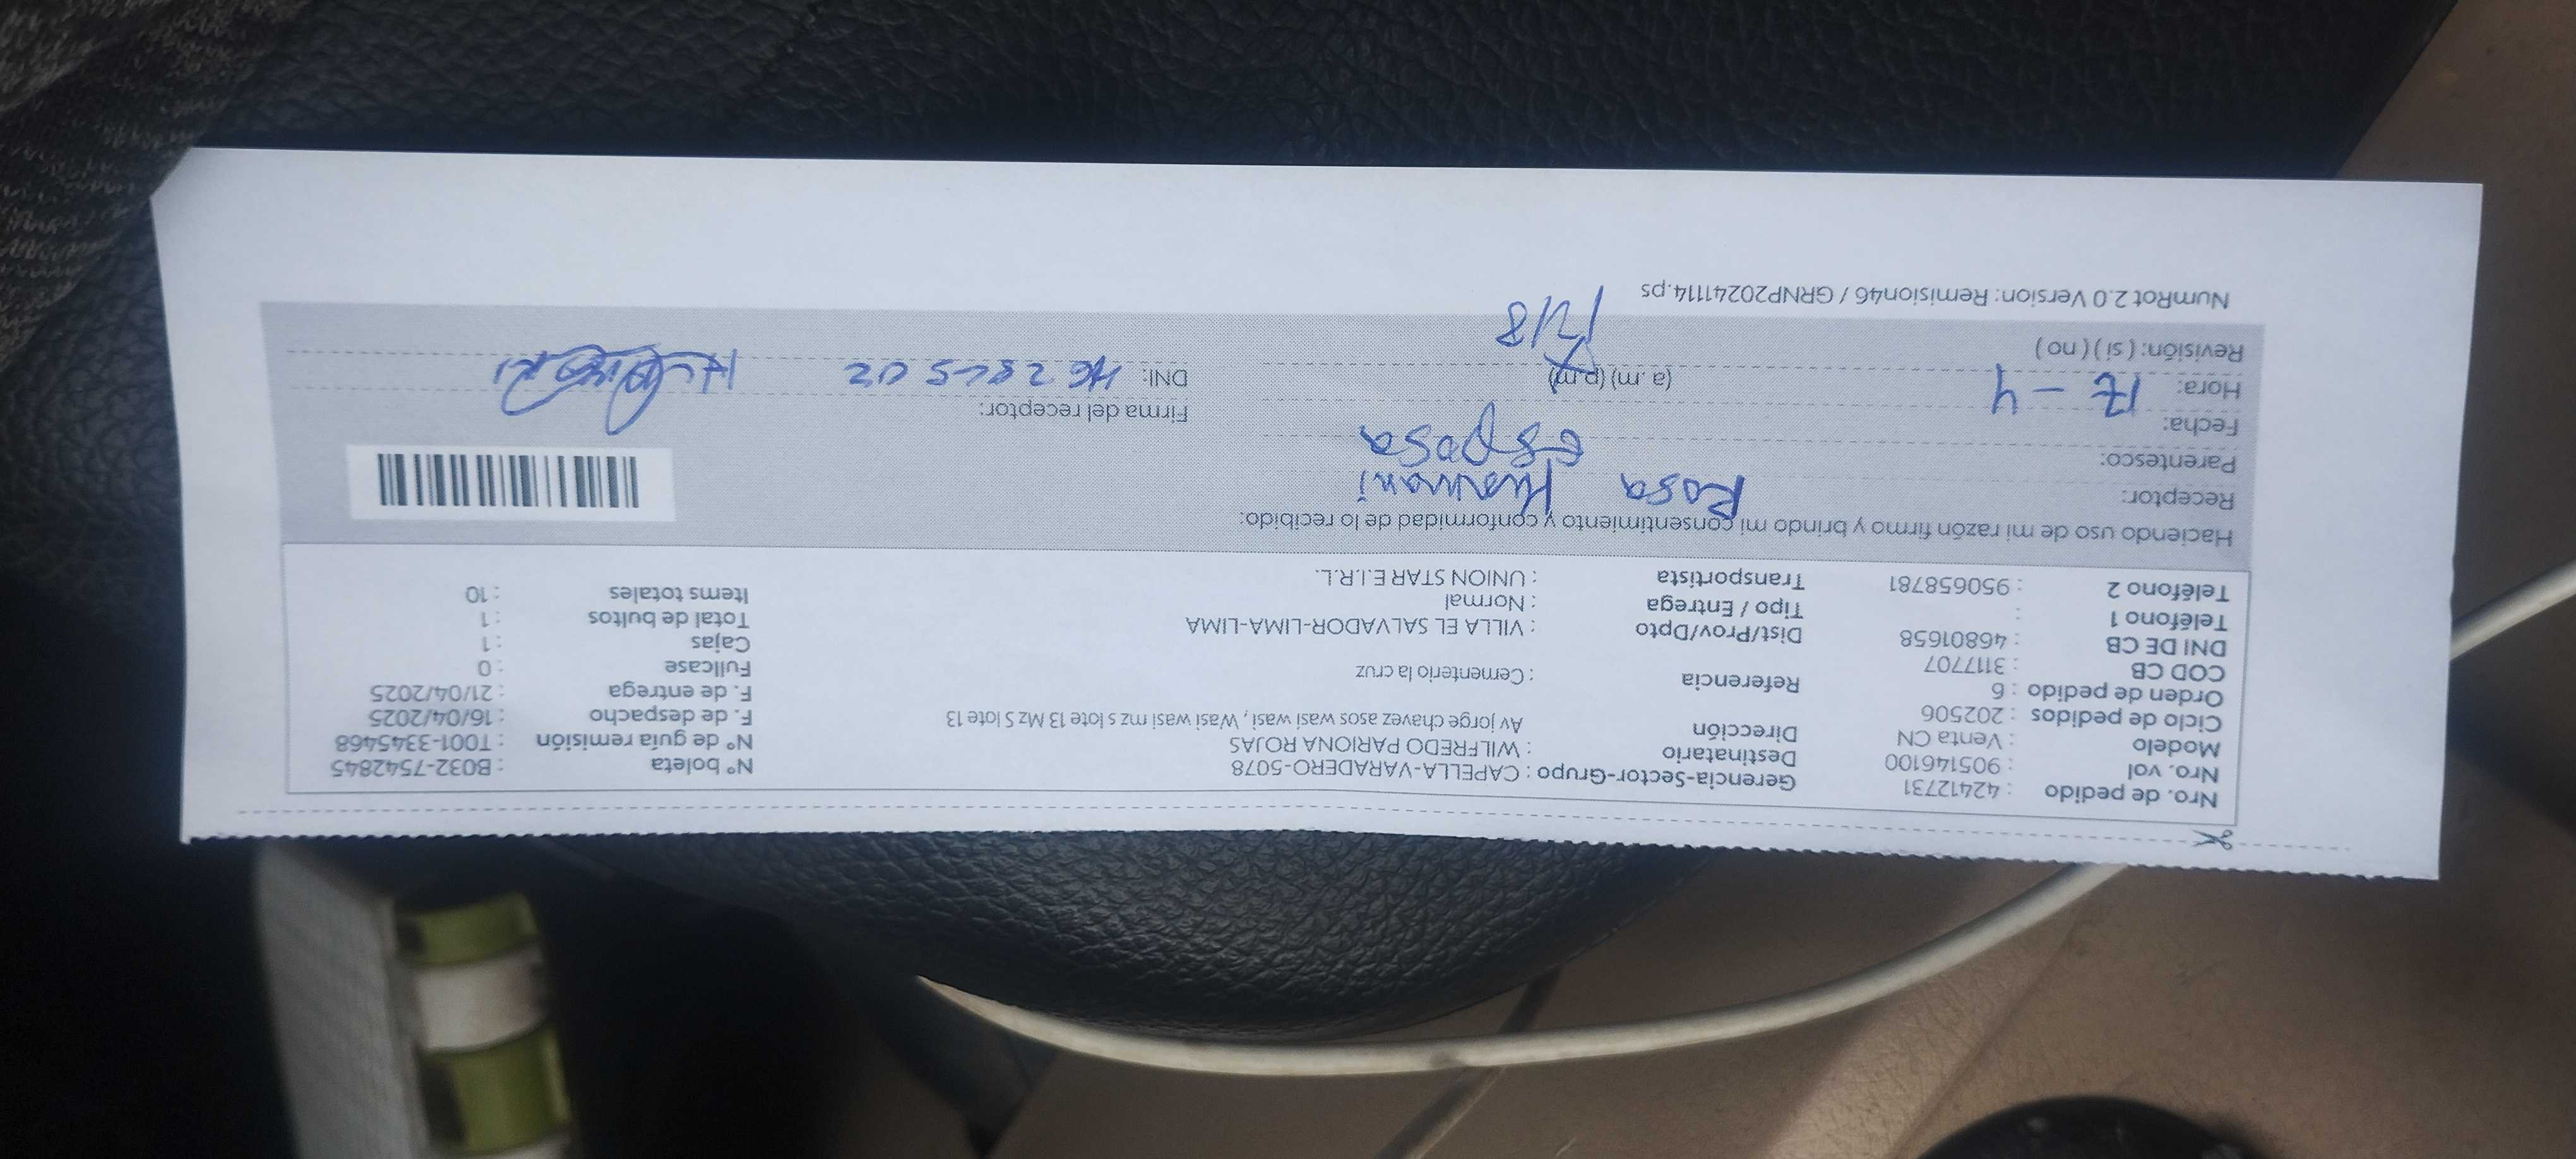 Nro. de pedido : 42412731 Gerencia-Sector-Grupo : CAPELLA-VARADERO-5078 N° boleta : B032-7542845
Nro. vol : 905146100 Destinatario : WILFREDO PARIONA ROJAS N° de guía remisión : T001-3345468
Modelo : Venta CN Dirección Av jorge chavez asos wasi wasi, Wasi wasi mz s lote 13 Mz S lote 13 F. de despacho : 16/04/2025
Ciclo de pedidos : 202506 F. de entrega : 21/04/2025
Orden de pedido : 6 Referencia : Cementerio la cruz Fullcase : 0
COD CB : 3117707 Cajas : 1
DNI DE CB : 46801658 Dist/Prov/Dpto : VILLA EL SALVADOR-LIMA-LIMA Total de bultos : 1
Teléfono 1 : Tipo / Entrega : Normal Items totales : 10
Teléfono 2 : 950658781 Transportista : UNION STAR E.I.R.L.
Haciendo uso de mi razón firmo y brindo mi consentimiento y conformidad de lo recibido:
Receptor: Rosa Huamani
Parentesco: esposa
Fecha: 17-4 Firma del receptor:
Hora: (a. m) (p.m) DNI:
1218
Revisión: ( si ) ( no )
NumRot 2.0 Version: Remision46 / GRNP20241114.ps